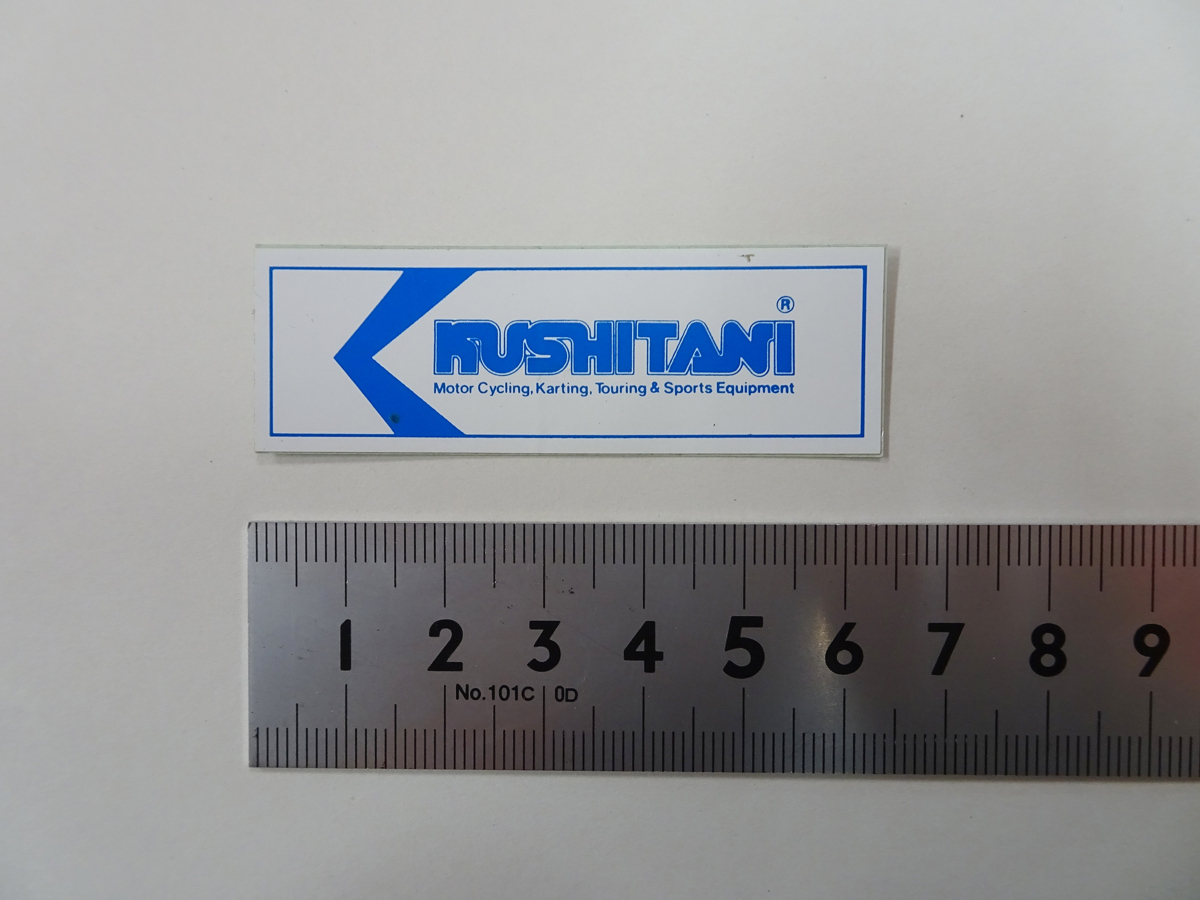 ®
KUSHITANI
Motor Cycling, Karting, Touring & Sports Equipment
1 2 3 4 5 6 7 8 9
No.101C 0D